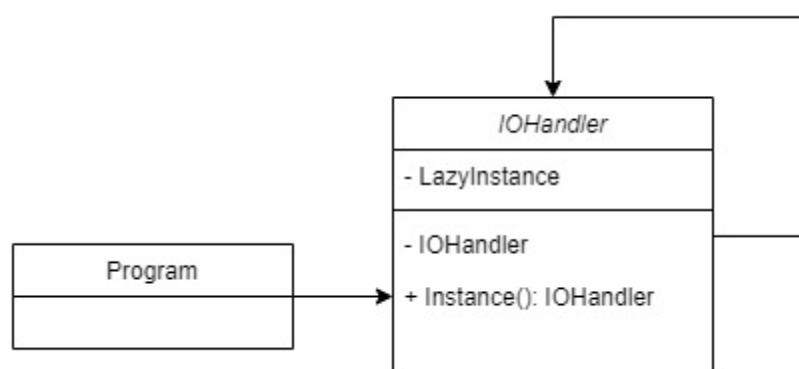 IOHandler
- LazyInstance
- IOHandler
Program
+ Instance(): IOHandler